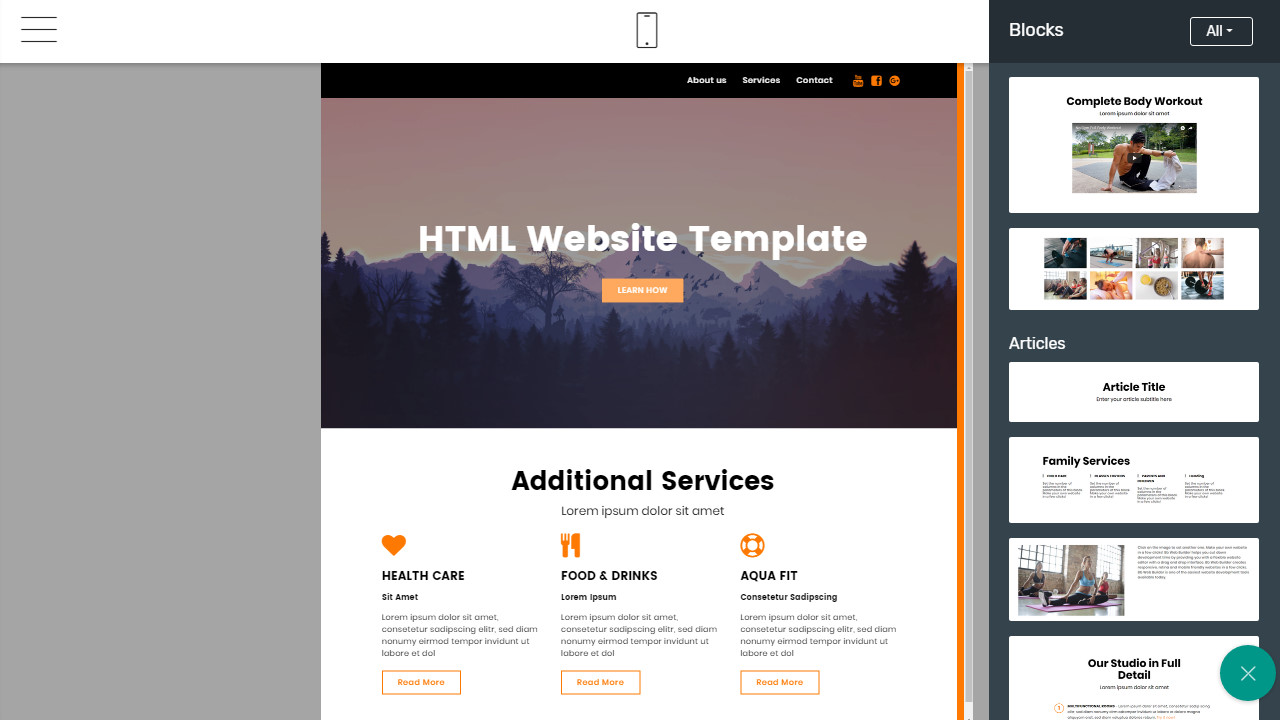 Blocks
All
About us
Services
Contact
HTML Website Template
LEARN HOW
Additional Services
Lorem ipsum dolor sit amet
HEALTH CARE
Sit Amet
Lorem ipsum dolor sit amet,
consetetur sadipscing elitr, sed diam
nonumy eirmod tempor invidunt ut
labore et dol
Read More
FOOD & DRINKS
Lorem Ipsum
Lorem ipsum dolor sit amet,
consetetur sadipscing elitr, sed diam
nonumy eirmod tempor invidunt ut
labore et dol
Read More
AQUA FIT
Consetetur Sadipscing
Lorem ipsum dolor sit amet,
consetetur sadipscing elitr, sed diam
nonumy eirmod tempor invidunt ut
labore et dol
Read More
Complete Body Workout
Lorem ipsum dolor sit amet
Articles
Article Title
Enter your article subtitle here
Family Services
Our Studio in Full
Detail
Lorem ipsum dolor sit amet